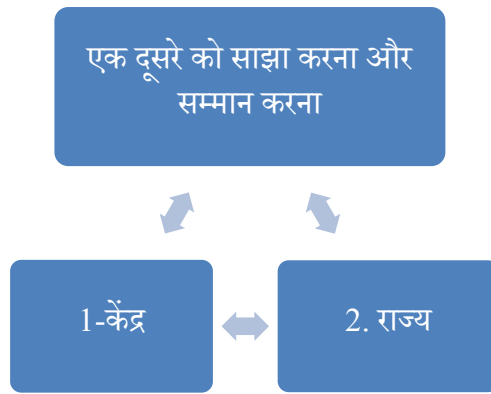 एक दूसरे को साझा करना और
सम्मान करना
1-केंद्र
2. राज्य